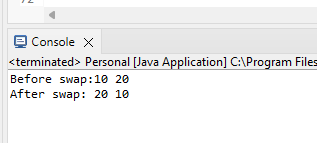 Console
<terminated> Personal [Java Application] C:\Program Files
Before swap:10 20
After swap: 20 10